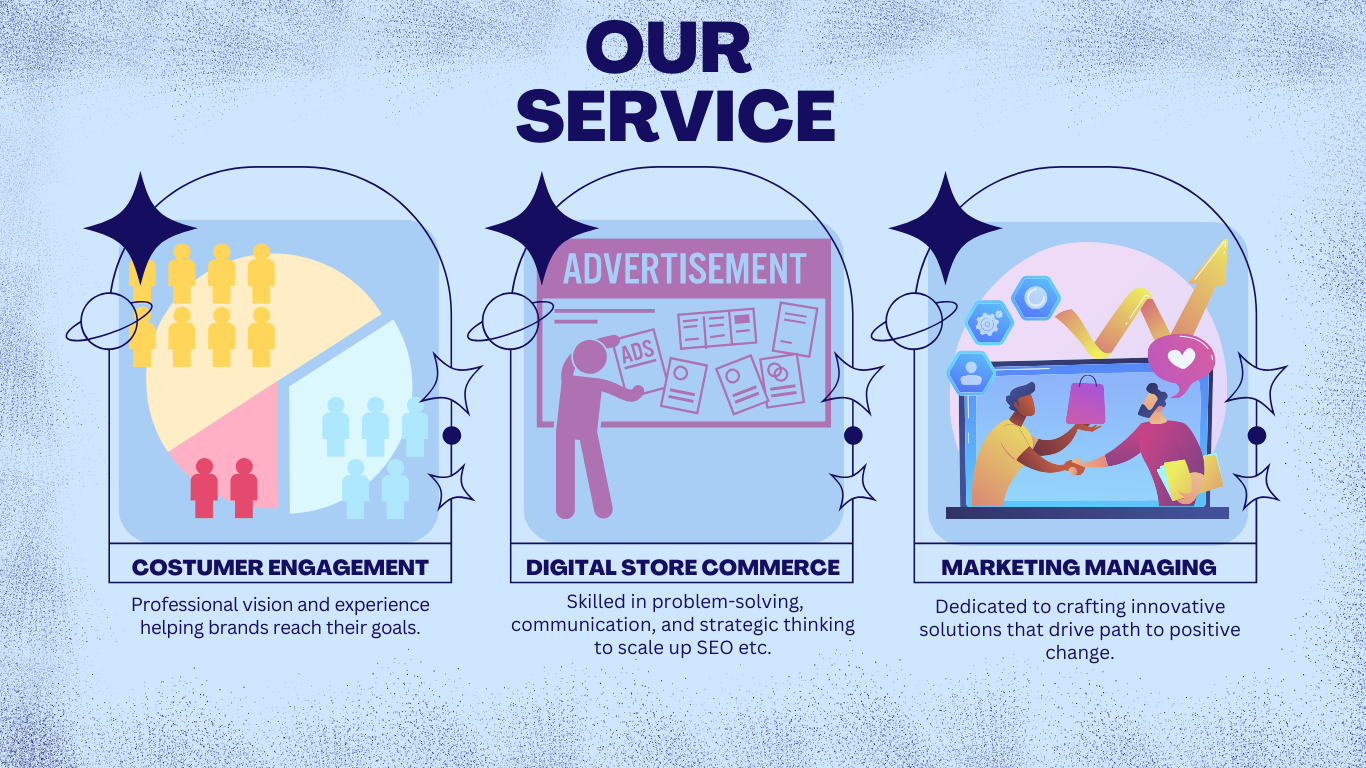 OUR
SERVICE
ADVERTISEMENT
ADS
COSTUMER ENGAGEMENT
Professional vision and experience
helping brands reach their goals.
DIGITAL STORE COMMERCE
Skilled in problem-solving,
communication, and strategic thinking
to scale up SEO etc.
MARKETING MANAGING
Dedicated to crafting innovative
solutions that drive path to positive
change.